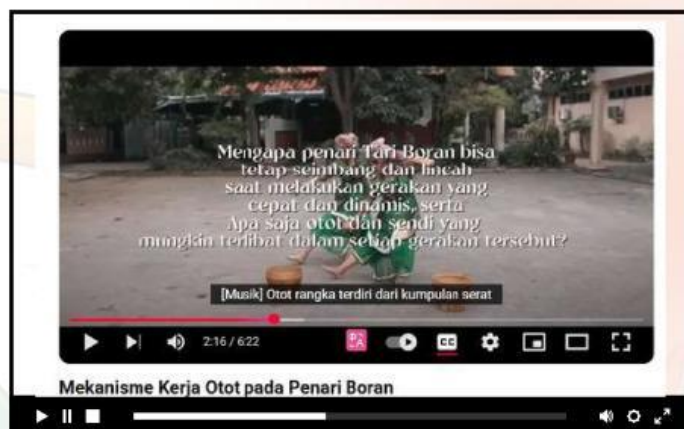 Mengapa penari Tari Boran bisa
tetap seimbang dan lincah
saat melakukan gerakan yang
cepat dan dinamis, serta
Apa saja otot dan sendi yang
mungkin terlibat dalam setiap gerakan tersebut?
[Musik] Otot rangka terdiri dari kumpulan serat
2:16 / 6:22
CC
Mekanisme Kerja Otot pada Penari Boran